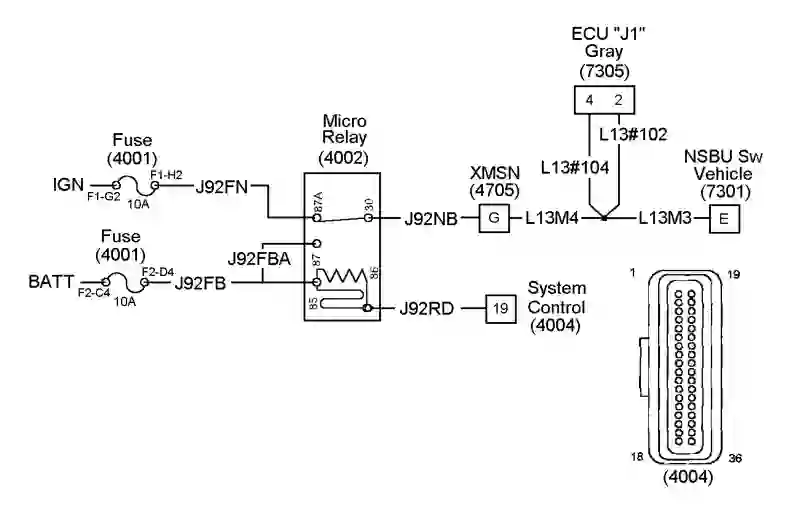 ECU "J1"
Gray
(7305)
4 2
L13#102
L13#104
Micro
Relay
(4002)
Fuse
(4001)
IGN
F1-G2
10A
F1-H2
J92FN
87A
30
J92NB
XMSN
(4705)
G
L13M4
L13M3
NSBU Sw
Vehicle
(7301)
E
Fuse
(4001)
BATT
F2-C4
10A
F2-D4
J92FB
J92FBA
87
86
85
J92RD
19
System
Control
(4004)
1
19
18
36
(4004)